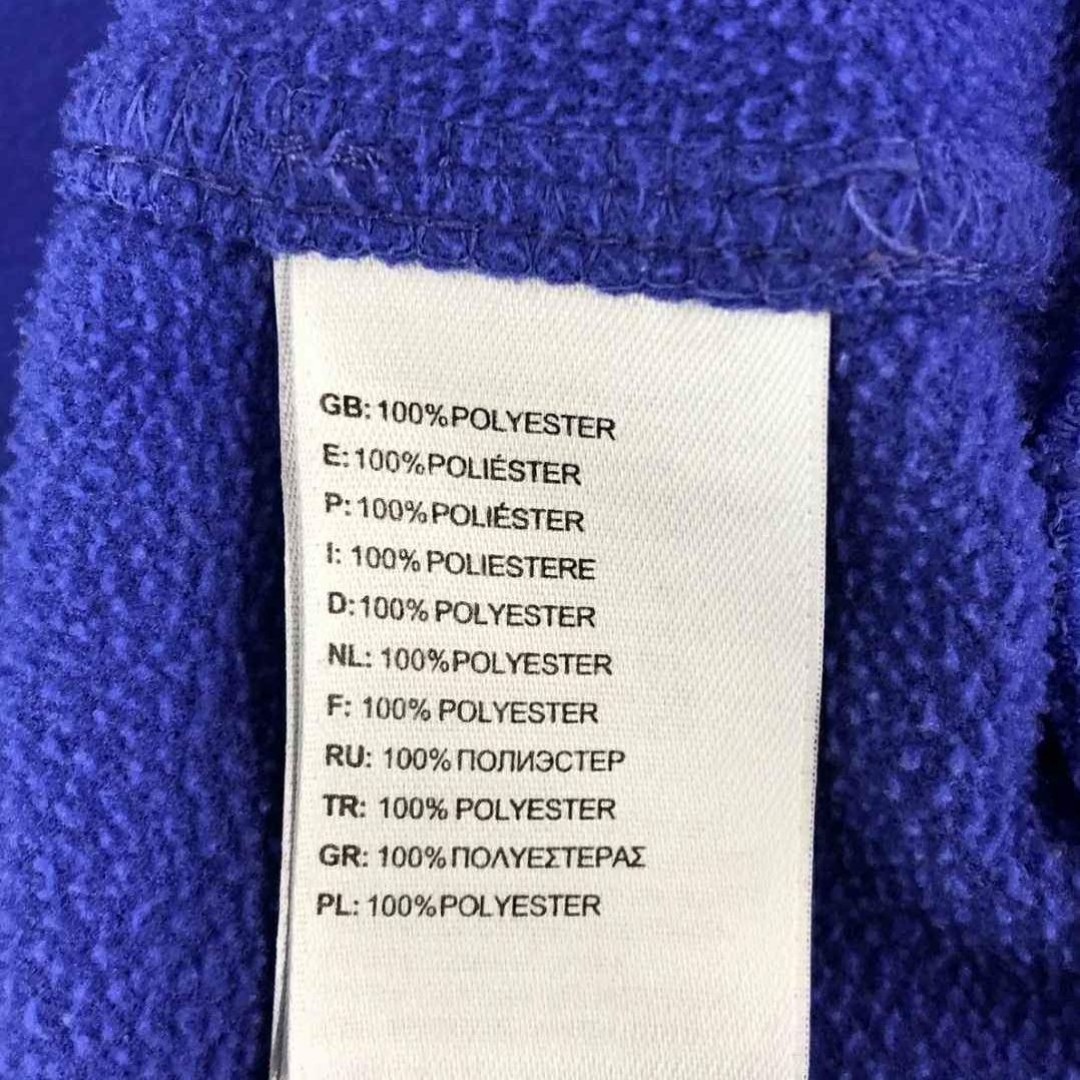 GB: 100%POLYESTER
E: 100%POLIÉSTER
P: 100%POLIÉSTER
I: 100% POLIESTERE
D: 100% POLYESTER
NL: 100%POLYESTER
F: 100% POLYESTER
RU: 100% ПОЛИЭСТЕР
TR: 100% POLYESTER
GR: 100% ΠΟΛΥΕΣΤΕΡΑΣ
PL: 100%POLYESTER